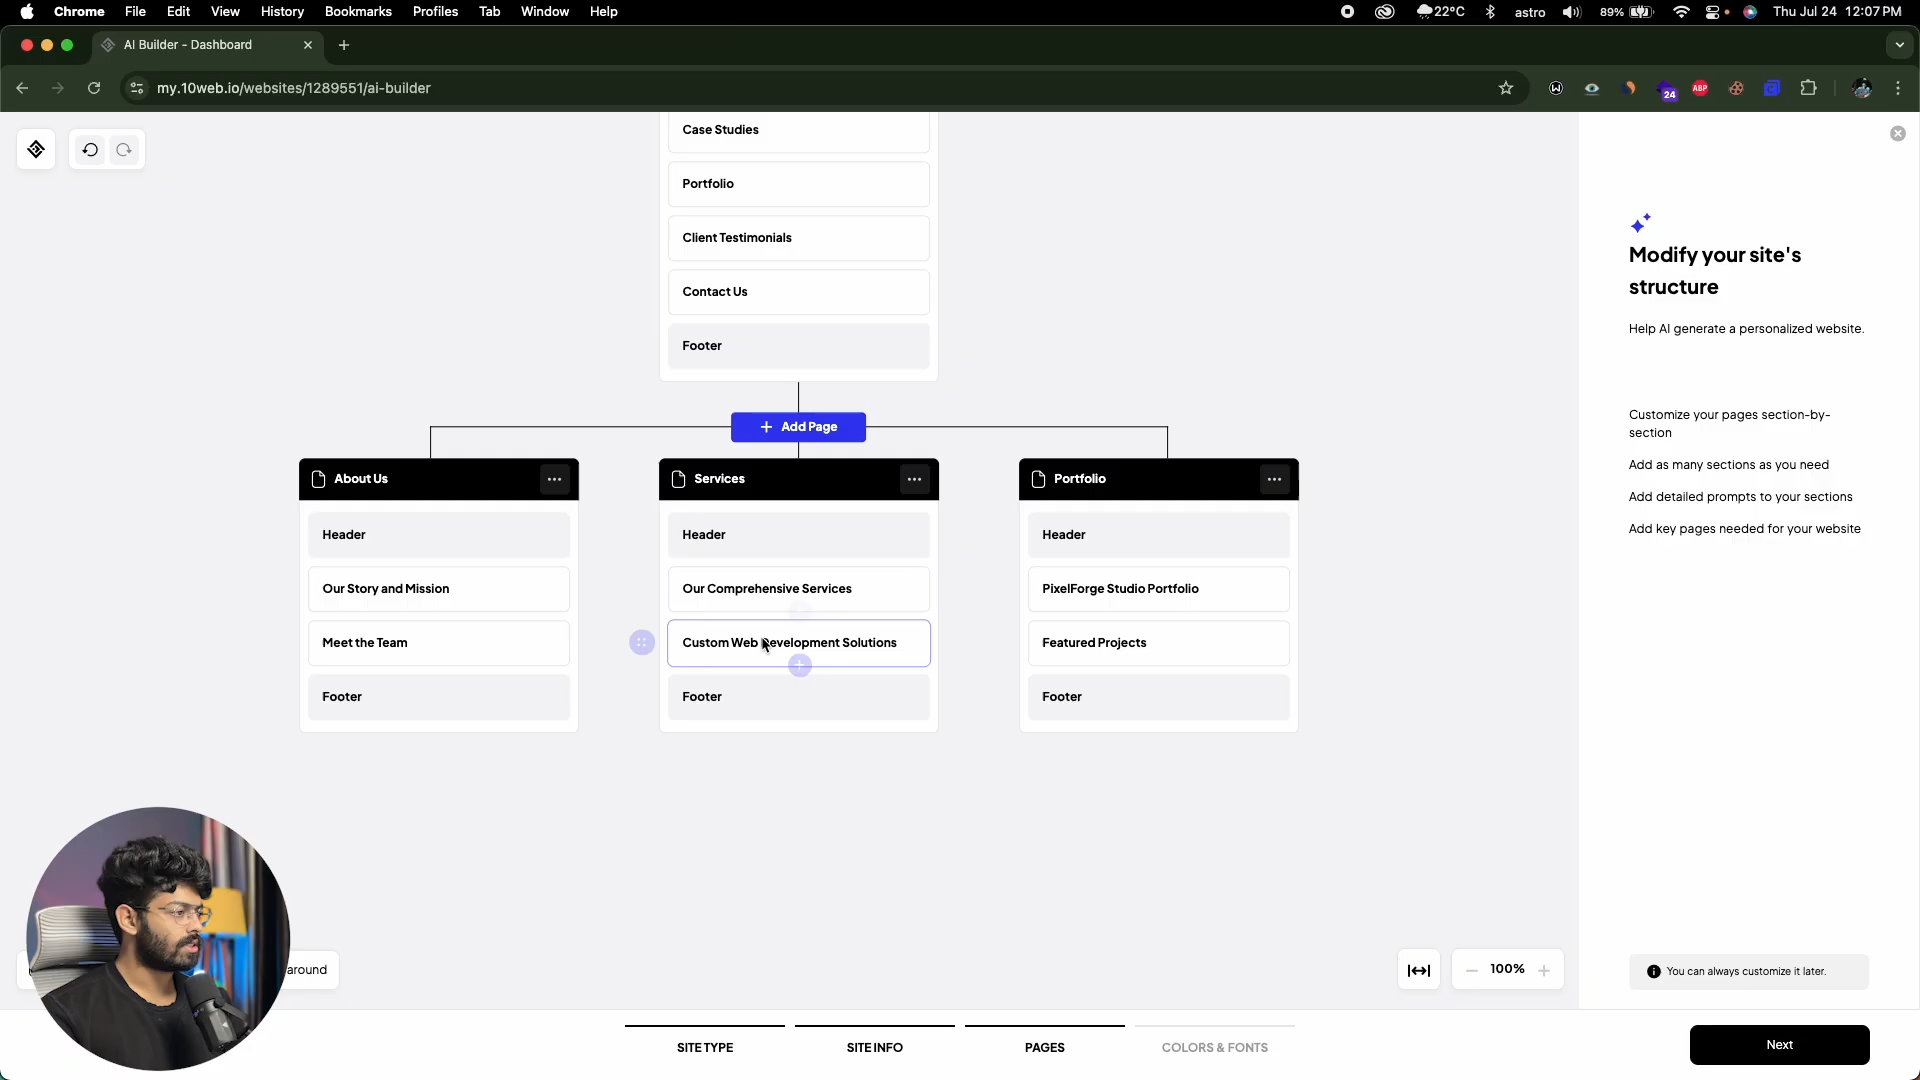 Chrome File Edit View History Bookmarks Profiles Tab Window Help
22°C astro 89% Thu Jul 24 12:07 PM
AI Builder - Dashboard
my.10web.io/websites/1289551/ai-builder
24 ABP
Case Studies
Portfolio
Client Testimonials
Contact Us
Footer
+ Add Page
About Us
Header
Our Story and Mission
Meet the Team
Footer
Services
Header
Our Comprehensive Services
Custom Web Development Solutions
Footer
Portfolio
Header
PixelForge Studio Portfolio
Featured Projects
Footer
Modify your site's
structure
Help AI generate a personalized website.
Customize your pages section-by-
section
Add as many sections as you need
Add detailed prompts to your sections
Add key pages needed for your website
around
100%
You can always customize it later.
SITE TYPE
SITE INFO
PAGES
COLORS & FONTS
Next